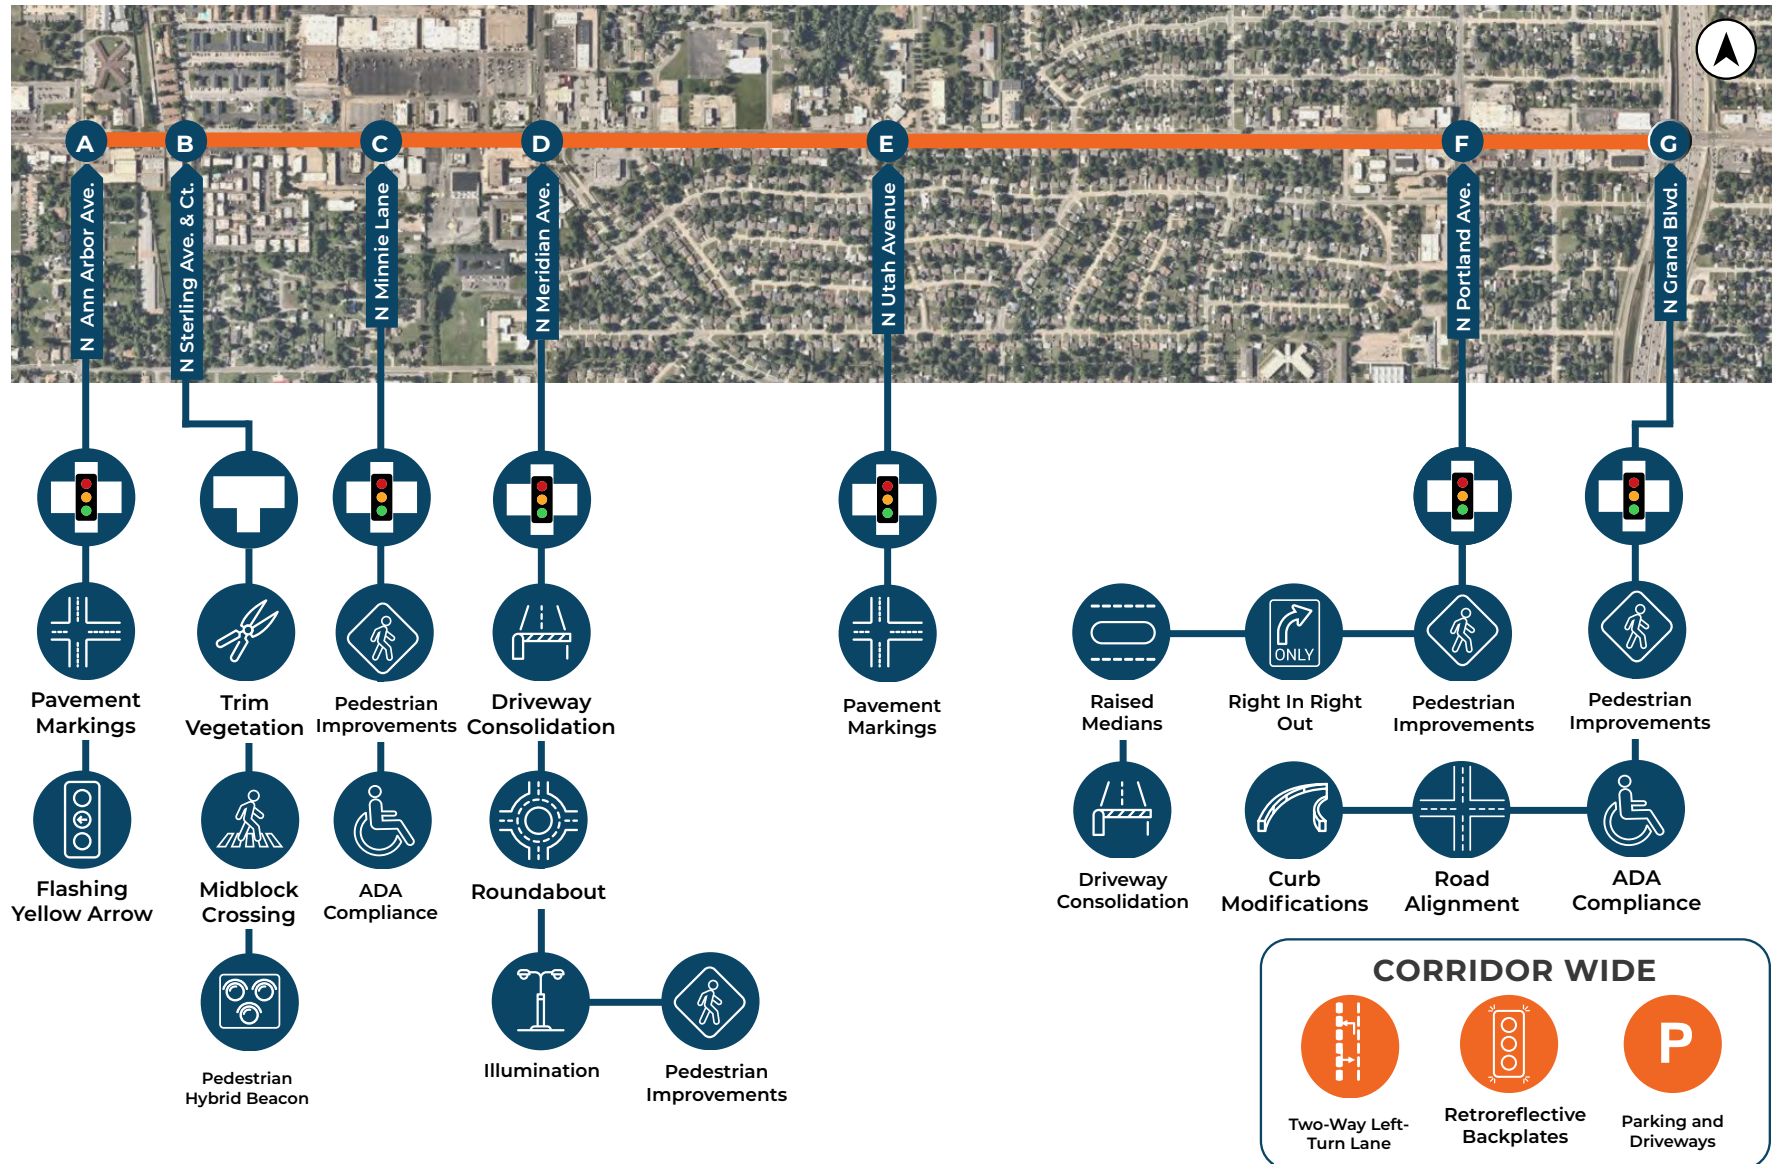 A
B
C
D
E
F
G
N Ann Arbor Ave.
N Sterling Ave. & Ct.
N Minnie Lane
N Meridian Ave.
N Utah Avenue
N Portland Ave.
N Grand Blvd.
ONLY
Pavement
Markings
Trim
Vegetation
Pedestrian
Improvements
Driveway
Consolidation
Pavement
Markings
Raised
Medians
Right In Right
Out
Pedestrian
Improvements
Pedestrian
Improvements
Flashing
Yellow Arrow
Midblock
Crossing
ADA
Compliance
Roundabout
Driveway
Consolidation
Curb
Modifications
Road
Alignment
ADA
Compliance
Pedestrian
Hybrid Beacon
Illumination
Pedestrian
Improvements
CORRIDOR WIDE
P
Two-Way Left-
Turn Lane
Retroreflective
Backplates
Parking and
Driveways